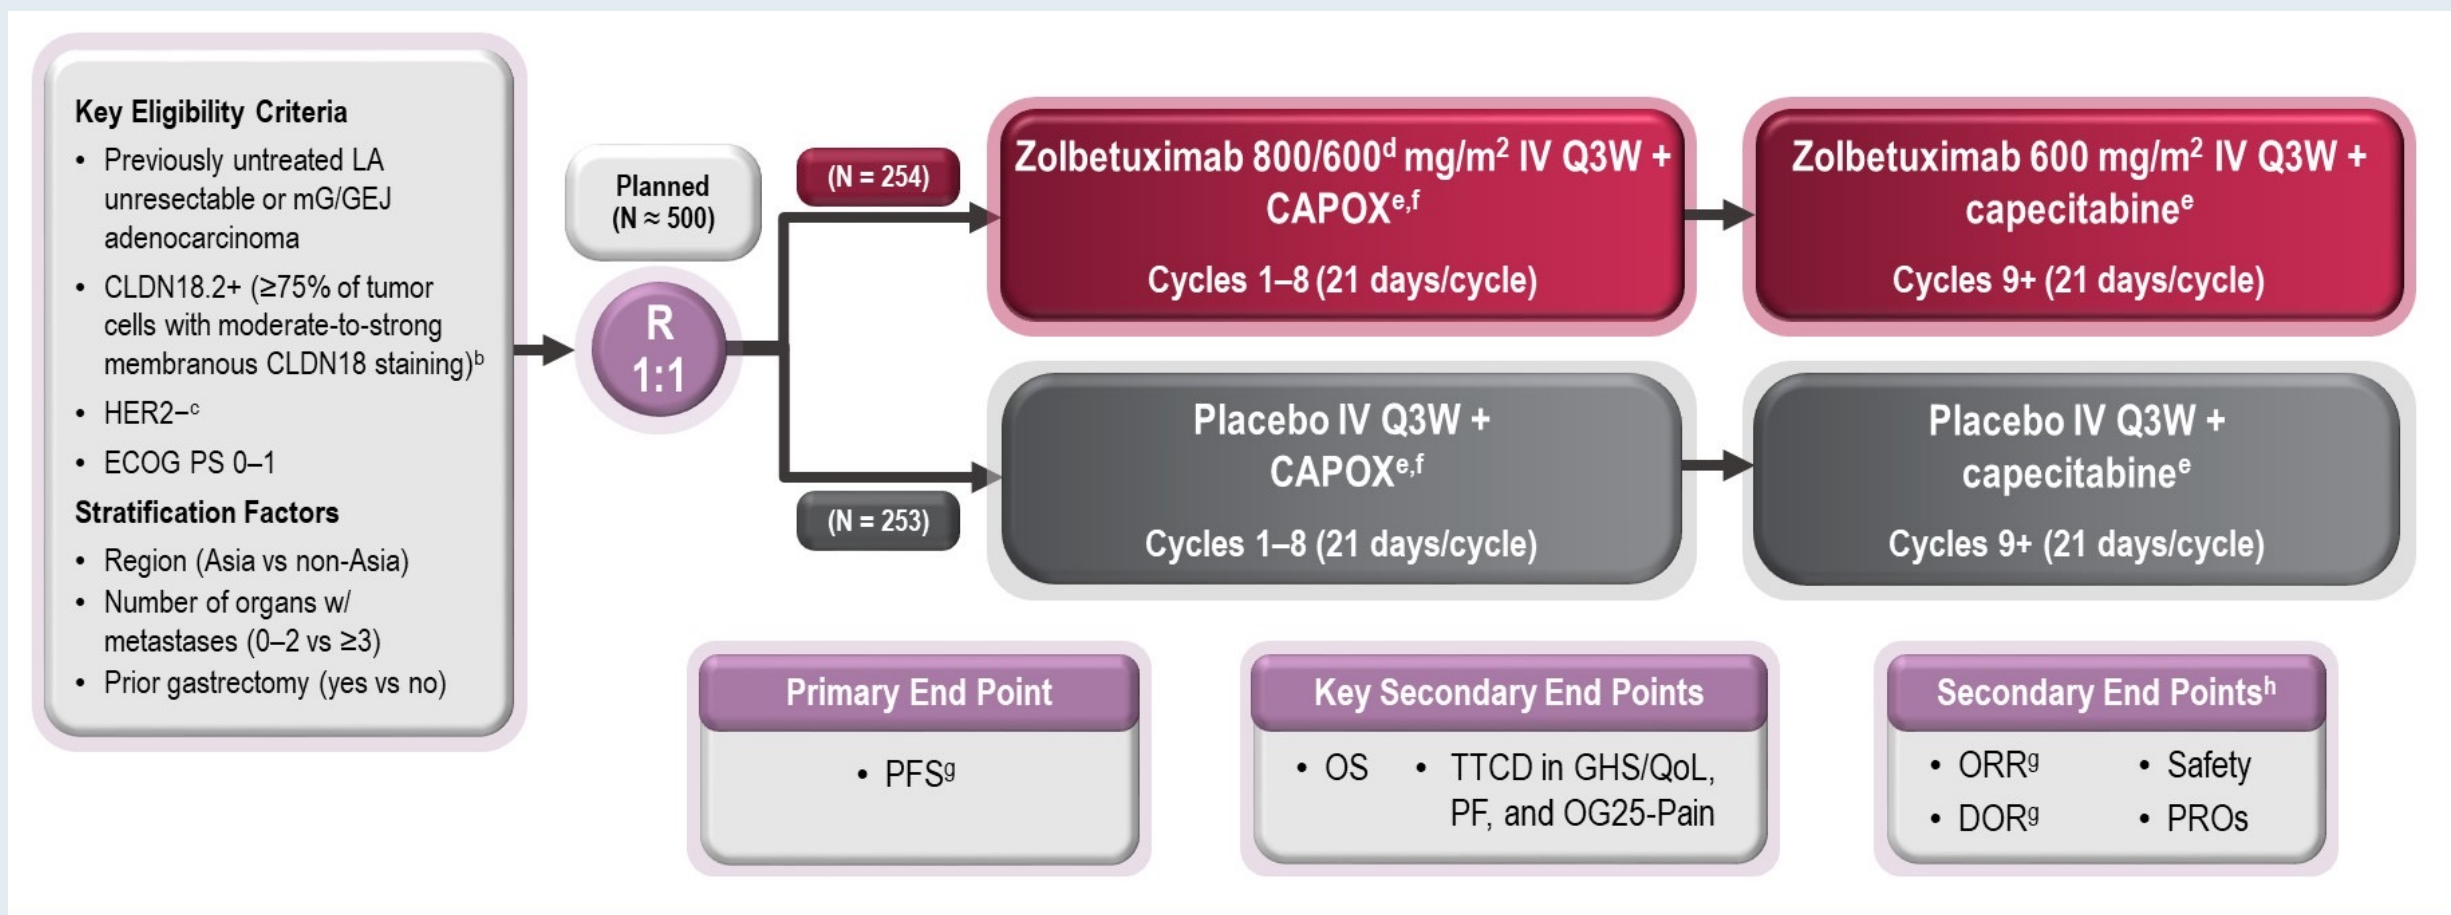 Key Eligibility Criteria
• Previously untreated LA
unresectable or mG/GEJ
adenocarcinoma
• CLDN18.2+ (≥75% of tumor
cells with moderate-to-strong
membranous CLDN18 staining)ᵇ
• HER2–ᶜ
• ECOG PS 0–1
Stratification Factors
• Region (Asia vs non-Asia)
• Number of organs w/
metastases (0–2 vs ≥3)
• Prior gastrectomy (yes vs no)
Planned
(N ≈ 500)
R
1:1
(N = 254)
Zolbetuximab 800/600ᵈ mg/m² IV Q3W +
CAPOXᵉ,ᶠ
Cycles 1–8 (21 days/cycle)
Zolbetuximab 600 mg/m² IV Q3W +
capecitabineᵉ
Cycles 9+ (21 days/cycle)
(N = 253)
Placebo IV Q3W +
CAPOXᵉ,ᶠ
Cycles 1–8 (21 days/cycle)
Placebo IV Q3W +
capecitabineᵉ
Cycles 9+ (21 days/cycle)
Primary End Point
• PFSᵍ
Key Secondary End Points
• OS
• TTCD in GHS/QoL,
PF, and OG25-Pain
Secondary End Pointsʰ
• ORRᵍ
• DORᵍ
• Safety
• PROs